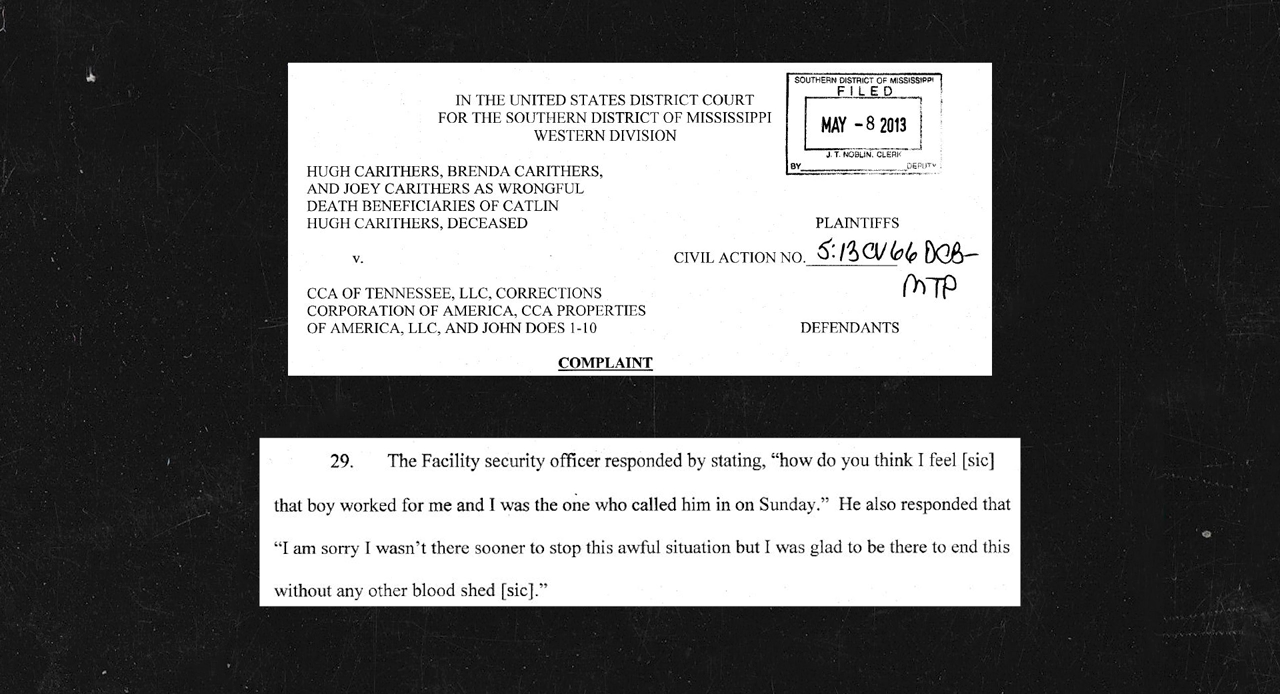 SOUTHERN DISTRICT OF MISSISSIPPI
FILED
MAY -8 2013
J. T. NOBLIN, CLERK
BY DEPUTY
IN THE UNITED STATES DISTRICT COURT
FOR THE SOUTHERN DISTRICT OF MISSISSIPPI
WESTERN DIVISION
HUGH CARITHERS, BRENDA CARITHERS,
AND JOEY CARITHERS AS WRONGFUL
DEATH BENEFICIARIES OF CATLIN
HUGH CARITHERS, DECEASED
PLAINTIFFS
v.
CIVIL ACTION NO. 5:13CV66 DCB-
MTP
CCA OF TENNESSEE, LLC, CORRECTIONS
CORPORATION OF AMERICA, CCA PROPERTIES
OF AMERICA, LLC, AND JOHN DOES 1-10
DEFENDANTS
COMPLAINT
29. The Facility security officer responded by stating, “how do you think I feel [sic]
that boy worked for me and I was the one who called him in on Sunday.” He also responded that
“I am sorry I wasn’t there sooner to stop this awful situation but I was glad to be there to end this
without any other blood shed [sic].”